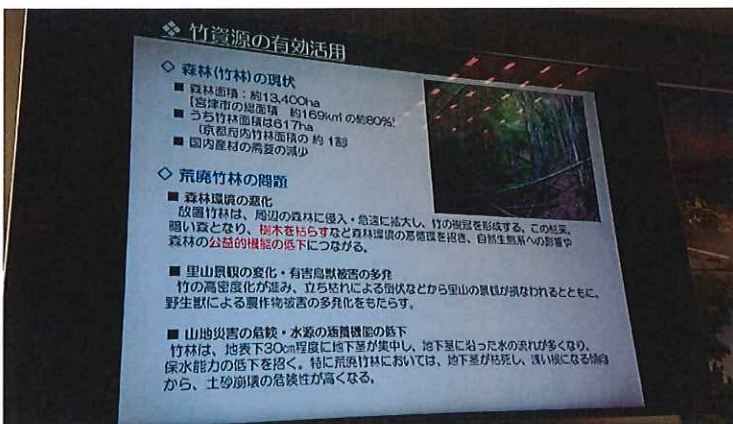 ❖ 竹資源の有効活用
◇ 森林(竹林)の現状
■ 森林面積：約13,400ha
[宮津市の総面積 約169k㎡ の約80%]
■ うち竹林面積は617ha
(京都府内竹林面積の 約 1割)
■ 国内産材の需要の減少
◇ 荒廃竹林の問題
■ 森林環境の悪化
放置竹林は、周辺の森林に侵入・急速に拡大し、竹の樹冠を形成する。この結果、
暗い森となり、樹木を枯らすなど森林環境の悪循環を招き、自然生態系への影響や
森林の公益的機能の低下につながる。
■ 里山景観の変化・有害鳥獣被害の多発
竹の高密度化が進み、立ち枯れによる倒伏などから里山の景観が損なわれるとともに、
野生獣による農作物被害の多発化をもたらす。
■ 山地災害の危険・水源の涵養機能の低下
竹林は、地表下30cm程度に地下茎が集中し、地下茎に沿った水の流れが多くなり、
保水能力の低下を招く。特に荒廃竹林においては、地下茎が枯死し、浅い根になる傾向
から、土砂崩壊の危険性が高くなる。